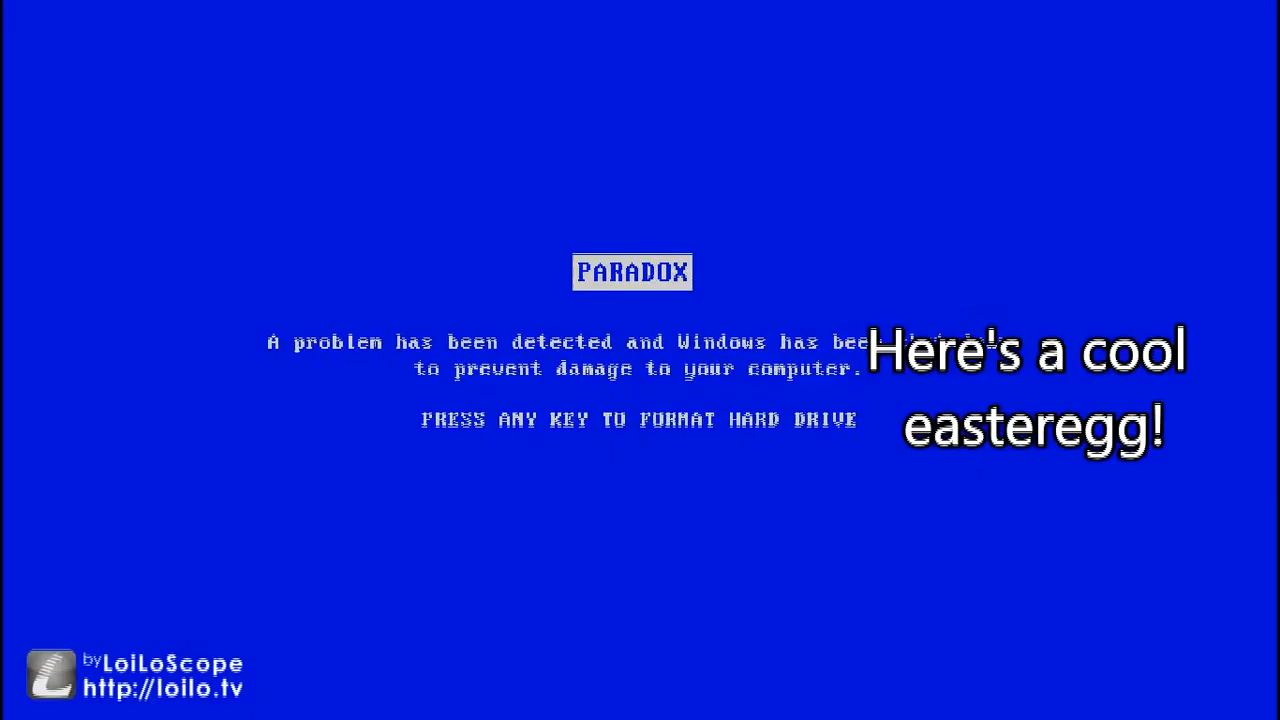 PARADOX
A problem has been detected and Windows has been
to prevent damage to your computer.
PRESS ANY KEY TO FORMAT HARD DRIVE
Here's a cool
easteregg!
by LoiLoScope
http://loilo.tv